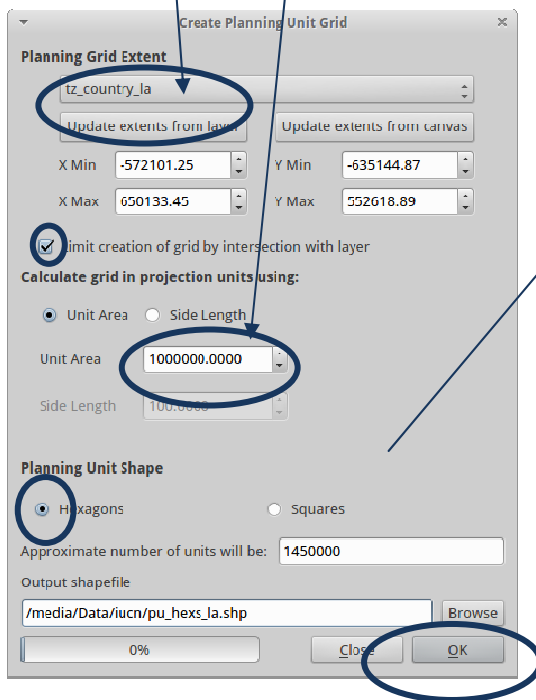 Create Planning Unit Grid
Planning Grid Extent
tz_country_la
Update extents from layer Update extents from canvas
X Min -572101.25 Y Min -635144.87
X Max 650133.45 Y Max 552618.89
Limit creation of grid by intersection with layer
Calculate grid in projection units using:
Unit Area Side Length
Unit Area 1000000.0000
Side Length 100.0000
Planning Unit Shape
Hexagons Squares
Approximate number of units will be: 1450000
Output shapefile
/media/Data/iucn/pu_hexs_la.shp Browse
0% Close OK